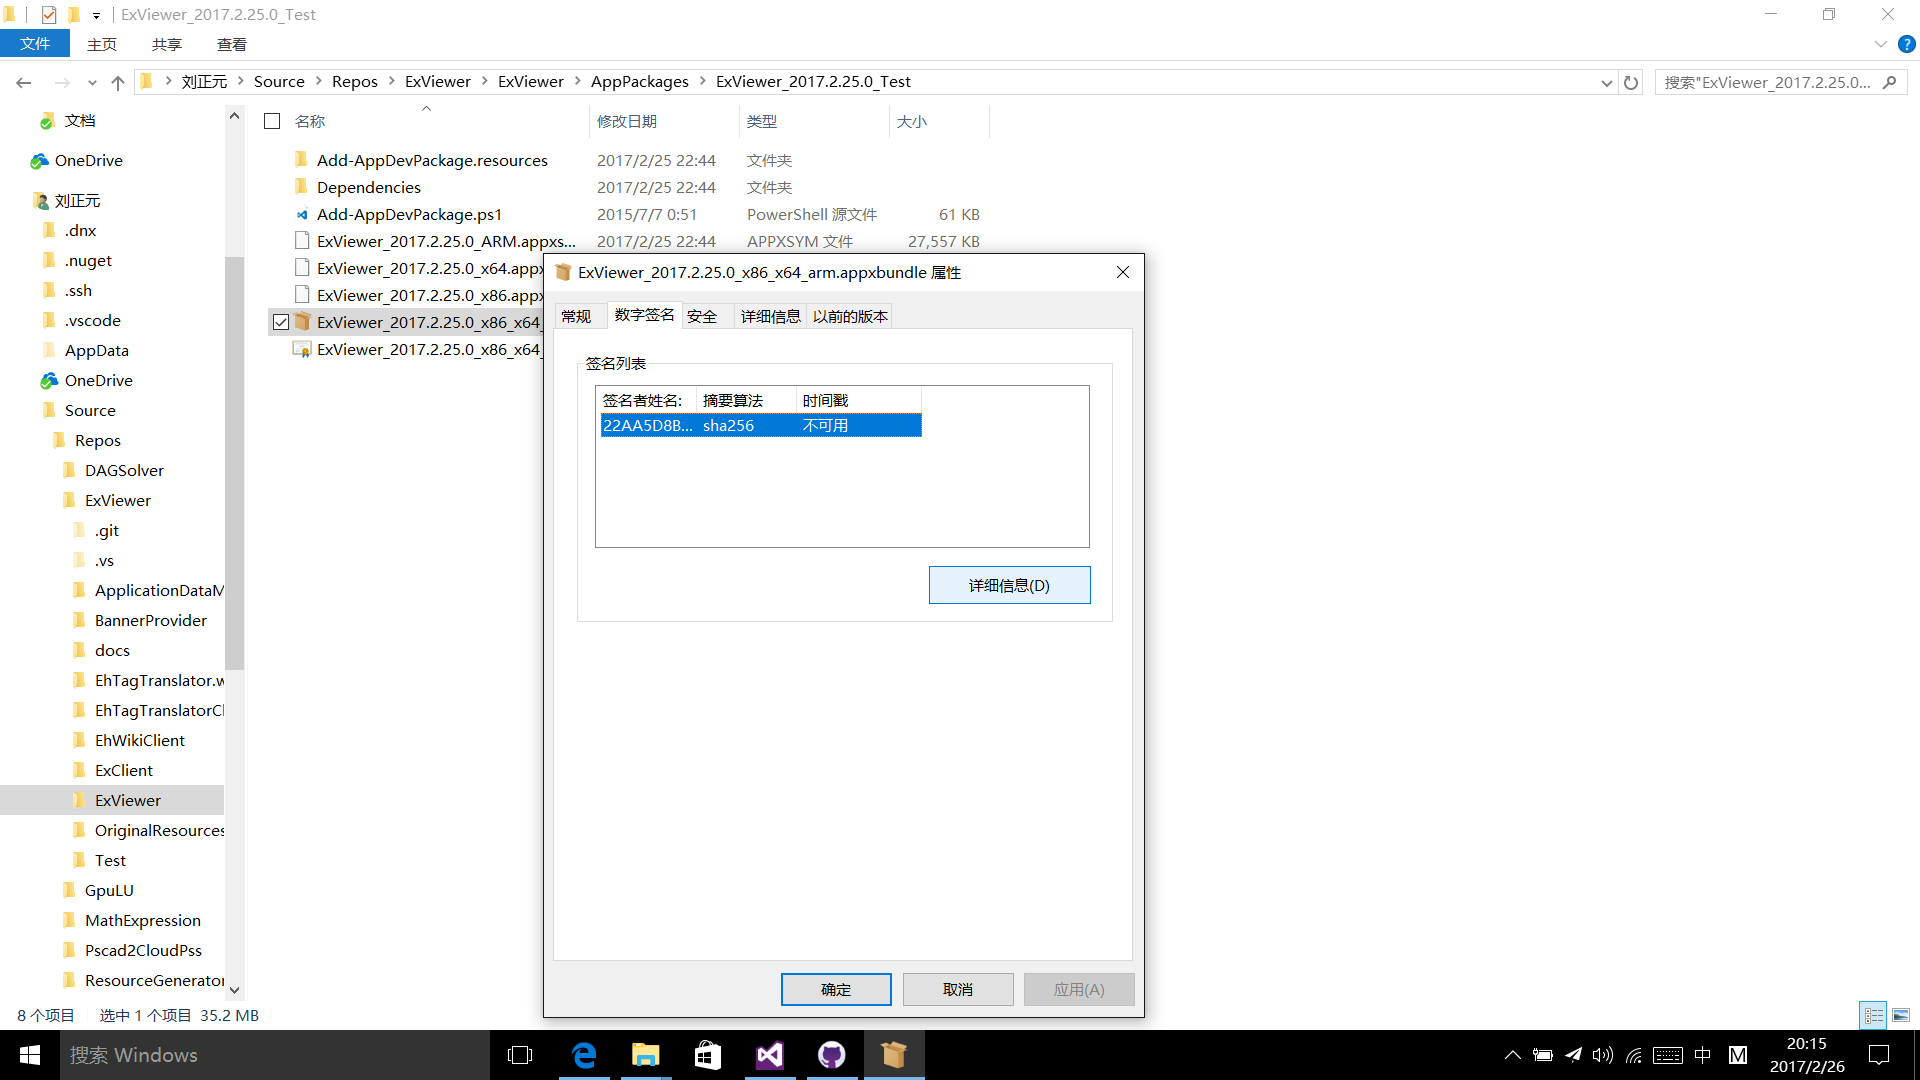 ExViewer_2017.2.25.0_Test
文件 主页 共享 查看
刘正元 Source Repos ExViewer ExViewer AppPackages ExViewer_2017.2.25.0_Test
搜索"ExViewer_2017.2.25.0...
文档
OneDrive
刘正元
.dnx
.nuget
.ssh
.vscode
AppData
OneDrive
Source
Repos
DAGSolver
ExViewer
.git
.vs
ApplicationDataM
BannerProvider
docs
EhTagTranslator.w
EhTagTranslatorCl
EhWikiClient
ExClient
ExViewer
OriginalResources
Test
GpuLU
MathExpression
Pscad2CloudPss
ResourceGenerator
名称 修改日期 类型 大小
Add-AppDevPackage.resources 2017/2/25 22:44 文件夹
Dependencies 2017/2/25 22:44 文件夹
Add-AppDevPackage.ps1 2015/7/7 0:51 PowerShell 源文件 61 KB
ExViewer_2017.2.25.0_ARM.appxs... 2017/2/25 22:44 APPXSYM 文件 27,557 KB
ExViewer_2017.2.25.0_x64.appx
ExViewer_2017.2.25.0_x86.appx
ExViewer_2017.2.25.0_x86_x64_
ExViewer_2017.2.25.0_x86_x64_
ExViewer_2017.2.25.0_x86_x64_arm.appxbundle 属性
常规 数字签名 安全 详细信息 以前的版本
签名列表
签名者姓名: 摘要算法 时间戳
22AA5D8B... sha256 不可用
详细信息(D)
确定 取消 应用(A)
8 个项目 选中 1 个项目 35.2 MB
搜索 Windows
中 M
20:15
2017/2/26